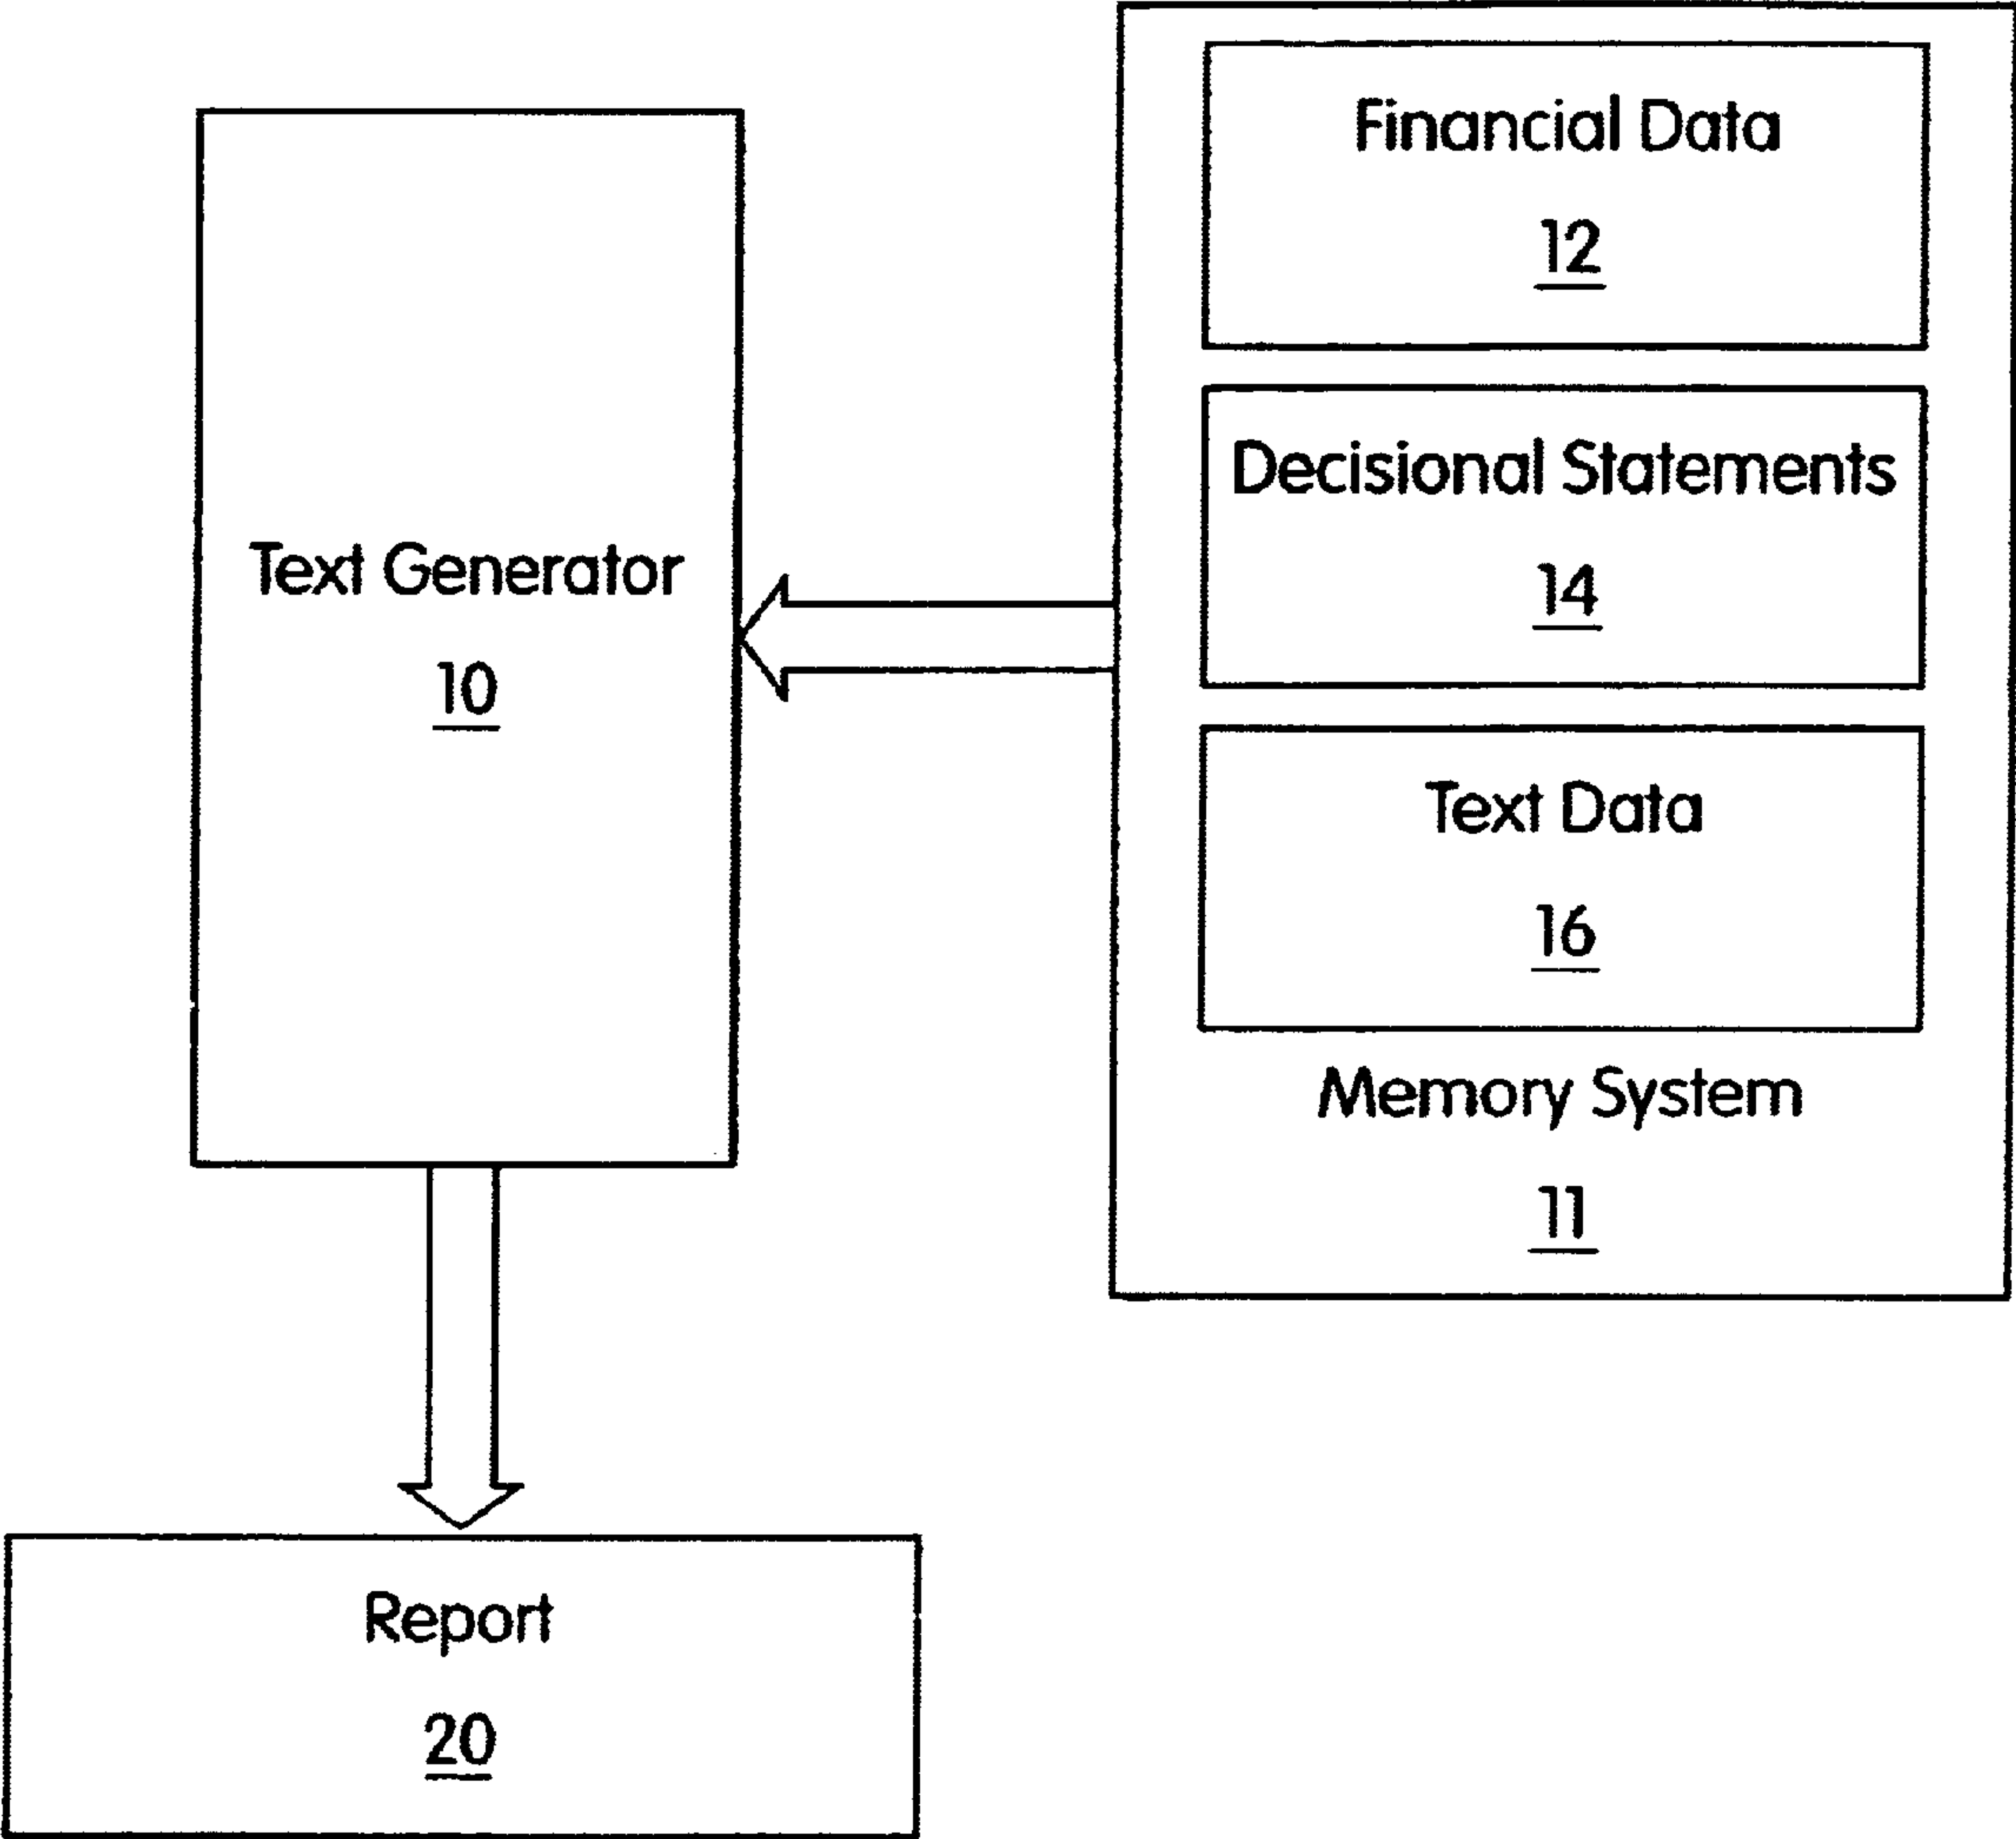 Financial Data
12
Decisional Statements
14
Text Data
16
Memory System
11
Text Generator
10
Report
20